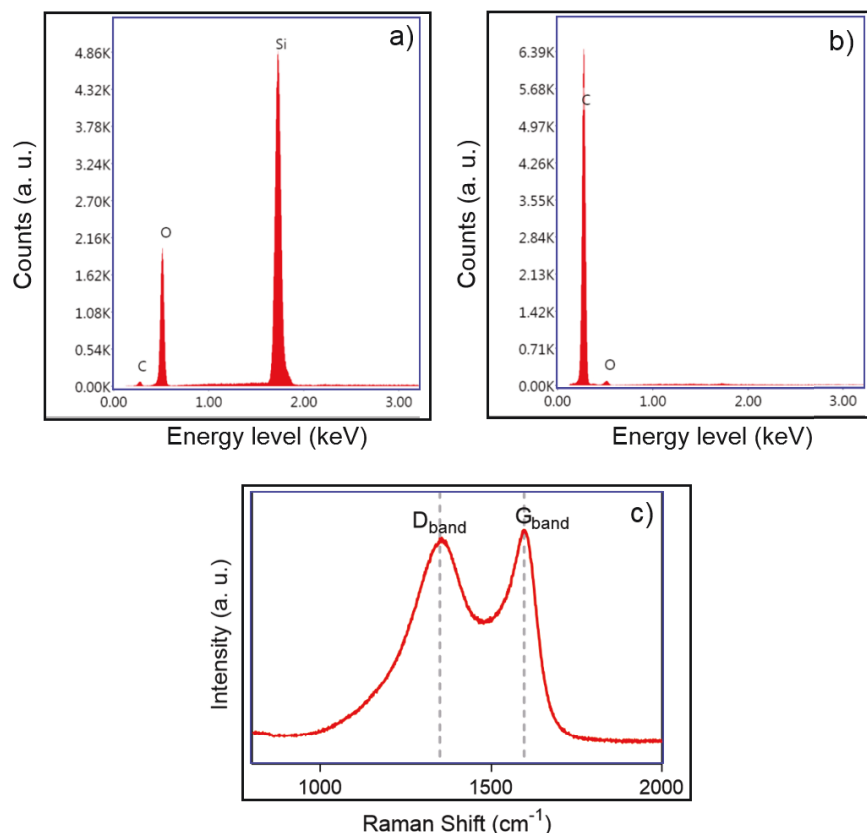 a)
Si
4.86K
4.32K
3.78K
3.24K
2.70K
2.16K
1.62K
1.08K
0.54K
0.00K
O
C
0.00 1.00 2.00 3.00
Counts (a. u.)
Energy level (keV)
b)
6.39K
5.68K
4.97K
4.26K
3.55K
2.84K
2.13K
1.42K
0.71K
0.00K
C
O
0.00 1.00 2.00 3.00
Counts (a. u.)
Energy level (keV)
c)
Dband Gband
Intensity (a. u.)
1000 1500 2000
Raman Shift (cm-1)